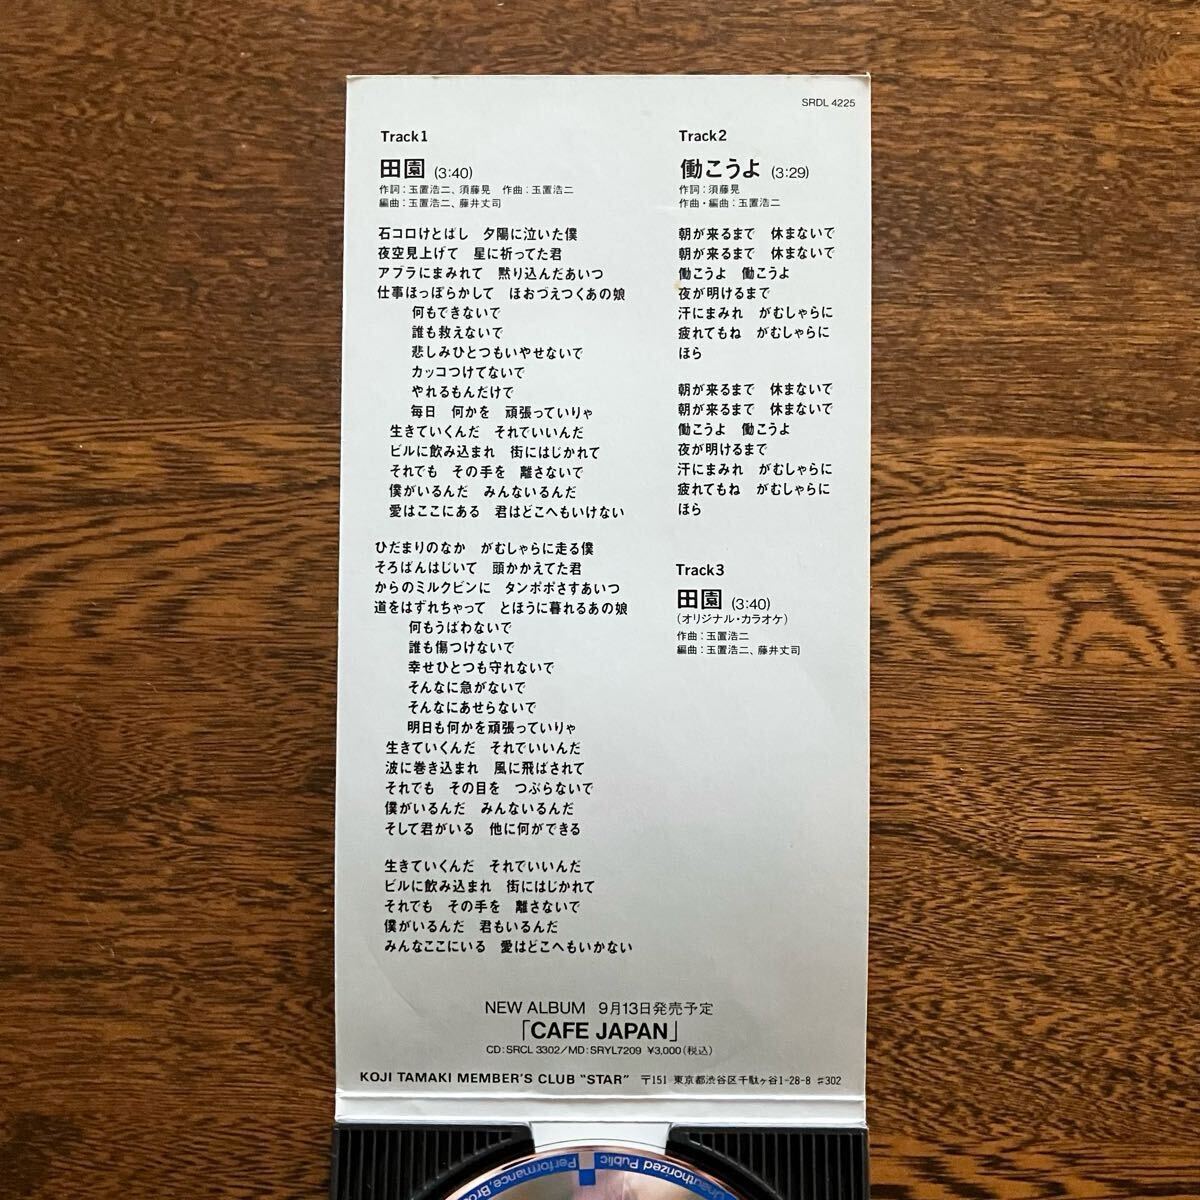 SRDL 4225
Track1
田園 (3:40)
作詞：玉置浩二、須藤晃　作曲：玉置浩二
編曲：玉置浩二、藤井丈司
石コロけとばし　夕陽に泣いた僕
夜空見上げて　星に祈ってた君
アブラにまみれて　黙り込んだあいつ
仕事ほっぽらかして　ほおづえつくあの娘
何もできないで
誰も救えないで
悲しみひとつもいやせないで
カッコつけてないで
やれるもんだけで
毎日　何かを　頑張っていりゃ
生きていくんだ　それでいいんだ
ビルに飲み込まれ　街にはじかれて
それでも　その手を　離さないで
僕がいるんだ　みんないるんだ
愛はここにある　君はどこへもいけない
ひだまりのなか　がむしゃらに走る僕
そろばんはじいて　頭かかえてた君
からのミルクビンに　タンポポさすあいつ
道をはずれちゃって　とほうに暮れるあの娘
何もうばわないで
誰も傷つけないで
幸せひとつも守れないで
そんなに急がないで
そんなにあせらないで
明日も何かを頑張っていりゃ
生きていくんだ　それでいいんだ
波に巻き込まれ　風に飛ばされて
それでも　その目を　つぶらないで
僕がいるんだ　みんないるんだ
そして君がいる　他に何ができる
生きていくんだ　それでいいんだ
ビルに飲み込まれ　街にはじかれて
それでも　その手を　離さないで
僕がいるんだ　君もいるんだ
みんなここにいる　愛はどこへもいかない
Track2
働こうよ (3:29)
作詞：須藤晃
作曲・編曲：玉置浩二
朝が来るまで　休まないで
朝が来るまで　休まないで
働こうよ　働こうよ
夜が明けるまで
汗にまみれ　がむしゃらに
疲れてもね　がむしゃらに
ほら
朝が来るまで　休まないで
朝が来るまで　休まないで
働こうよ　働こうよ
夜が明けるまで
汗にまみれ　がむしゃらに
疲れてもね　がむしゃらに
ほら
Track3
田園 (3:40)
(オリジナル・カラオケ)
作曲：玉置浩二
編曲：玉置浩二、藤井丈司
NEW ALBUM　9月13日発売予定
「CAFE JAPAN」
CD:SRCL 3302/MD:SRYL7209 ¥3,000(税込)
KOJI TAMAKI MEMBER'S CLUB "STAR"　〒151 東京都渋谷区千駄ヶ谷1-28-8 ♯302
Unauthorized Public
Performance, Broa